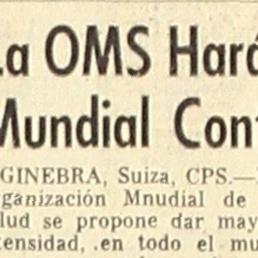 La OMS Hará
Mundial Con
GINEBRA, Suiza, CPS.—
rganización Mnudial de
lud se propone dar may
tensidad, .en todo el mu